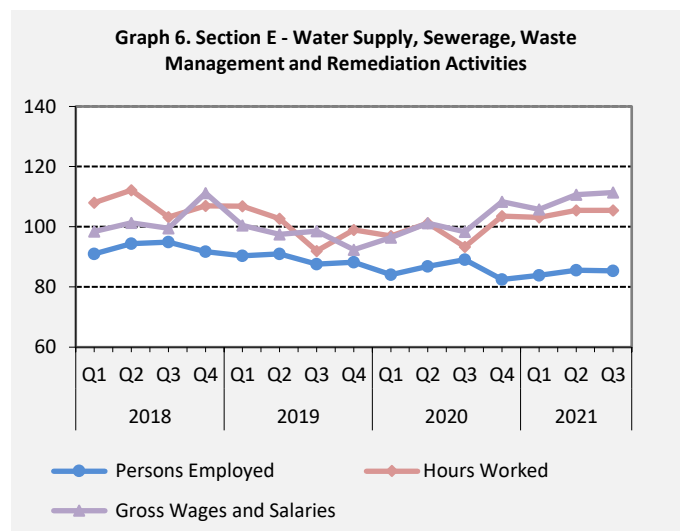 Graph 6. Section E - Water Supply, Sewerage, Waste
Management and Remediation Activities
140
120
100
80
60
Q1 Q2 Q3 Q4 Q1 Q2 Q3 Q4 Q1 Q2 Q3 Q4 Q1 Q2 Q3
2018 2019 2020 2021
Persons Employed Hours Worked
Gross Wages and Salaries